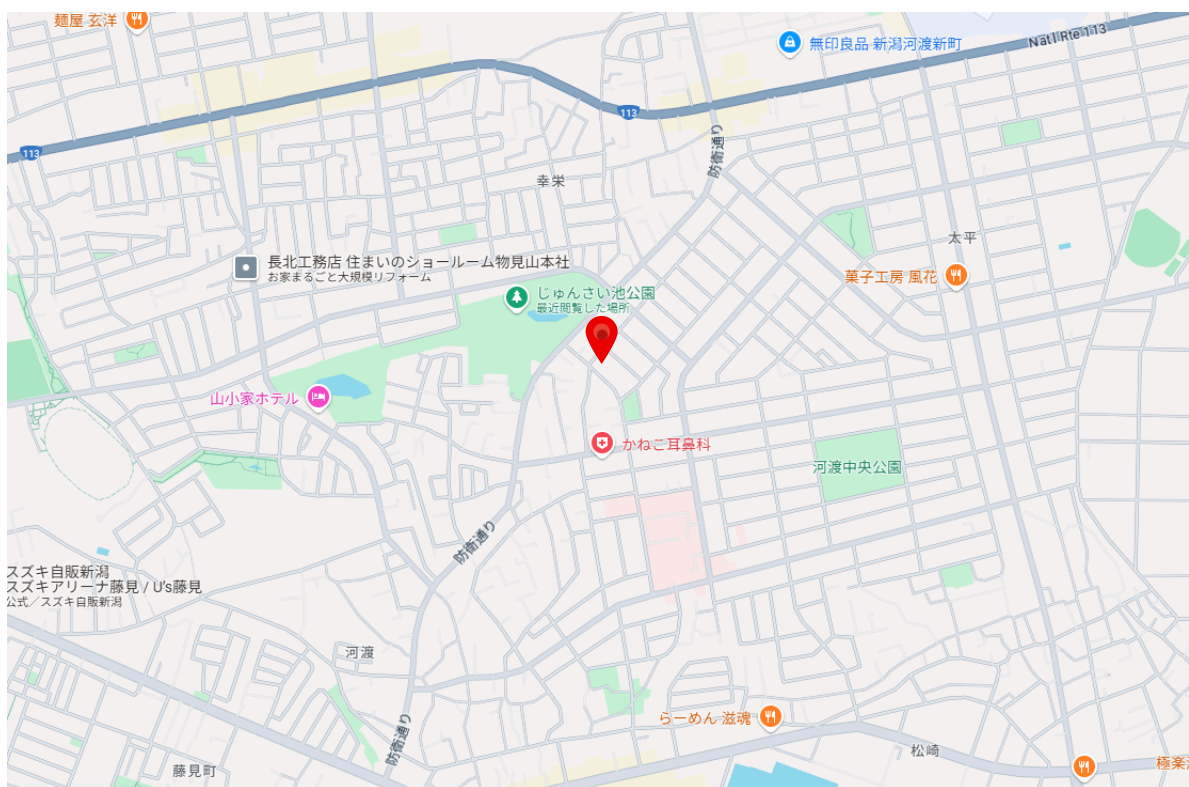 麺屋 玄洋
無印良品 新潟河渡新町
Nat'l Rte 113
113
113
防衛通り
幸栄
太平
長北工務店 住まいのショールーム物見山本社
お家まるごと大規模リフォーム
菓子工房 風花
じゅんさい池公園
最近閲覧した場所
山小家ホテル
かねこ耳鼻科
河渡中央公園
防衛通り
スズキ自販新潟
スズキアリーナ藤見 / U's藤見
公式／スズキ自販新潟
河渡
らーめん 滋魂
防衛通り
松崎
藤見町
極楽